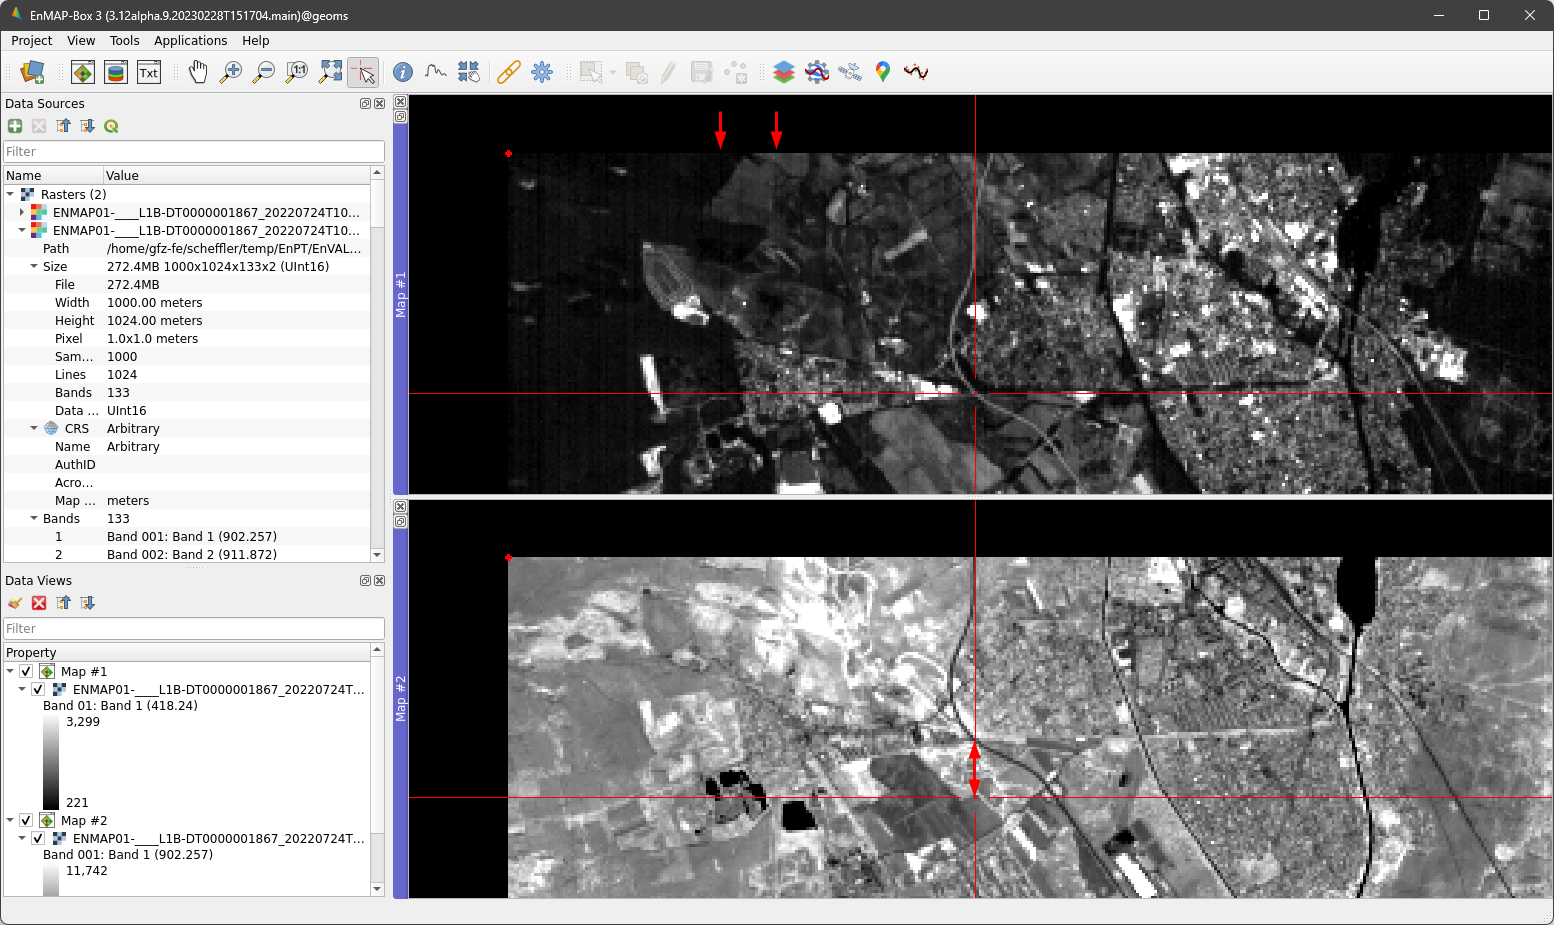 EnMAP-Box 3 (3.12alpha.9.20230228T151704.main)@geoms
Project View Tools Applications Help
1:1
Txt
Data Sources
Filter
Name Value
Rasters (2)
ENMAP01-____L1B-DT0000001867_20220724T10...
ENMAP01-____L1B-DT0000001867_20220724T10...
Path /home/gfz-fe/scheffler/temp/EnPT/EnVAL...
Size 272.4MB 1000x1024x133x2 (UInt16)
File 272.4MB
Width 1000.00 meters
Height 1024.00 meters
Pixel 1.0x1.0 meters
Sam... 1000
Lines 1024
Bands 133
Data ... UInt16
CRS Arbitrary
Name Arbitrary
AuthID
Acro...
Map ... meters
Bands 133
1 Band 001: Band 1 (902.257)
2 Band 002: Band 2 (911.872)
Data Views
Filter
Property
Map #1
ENMAP01-____L1B-DT0000001867_20220724T...
Band 01: Band 1 (418.24)
3,299
221
Map #2
ENMAP01-____L1B-DT0000001867_20220724T...
Band 001: Band 1 (902.257)
11,742
Map #1
Map #2